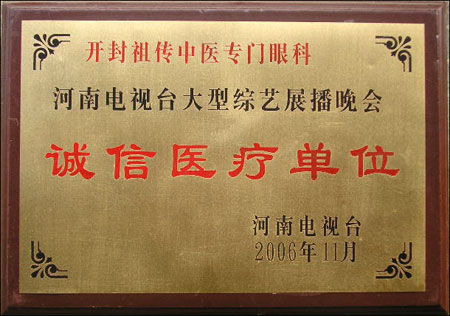 开封祖传中医专门眼科
河南电视台大型综艺展播晚会
诚信医疗单位
河南电视台
2006年11月